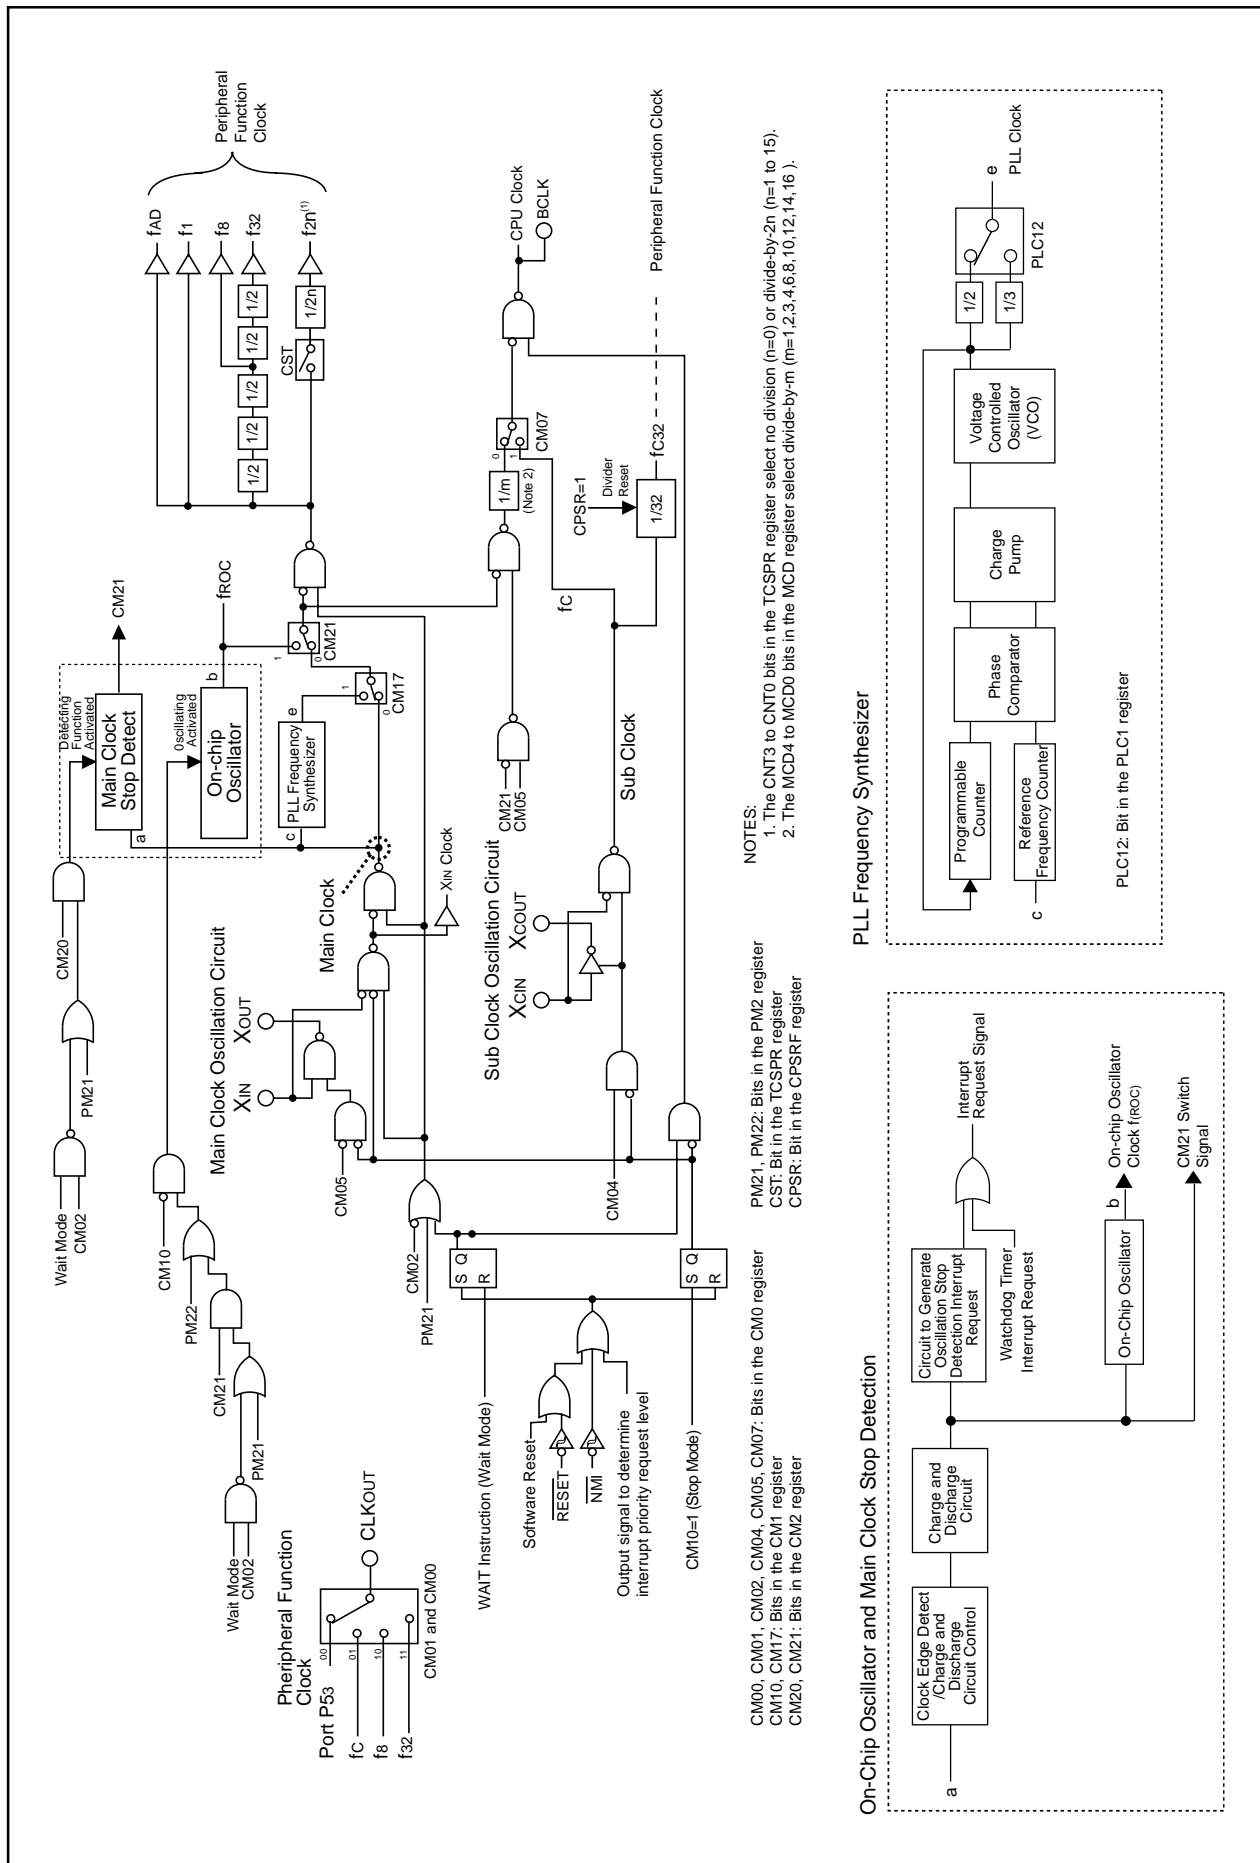 Peripheral
Function
Clock
fAD
f1
f8
f32
f2n(1)
1/2
1/2
1/2
1/2
1/2
CST
1/2n
CM21
fROC
Detecting
Function
Activated
Main Clock
Stop Detect
a
Oscillating
Activated
On-chip
Oscillator
b
1
0
CM21
PLL Frequency
Synthesizer
c
e
1
0
CM17
CPU Clock
BCLK
0
1
CM07
1/m
(Note 2)
fC
CPSR=1
Divider
Reset
1/32
fC32
Peripheral Function Clock
CM21
CM05
Sub Clock
Main Clock
XIN Clock
Main Clock Oscillation Circuit
XIN
XOUT
Sub Clock Oscillation Circuit
XCIN
XCOUT
CM20
PM21
Wait Mode
CM02
CM10
PM22
CM21
PM21
Wait Mode
CM02
CM05
CM02
PM21
CM04
S Q
R
S Q
R
WAIT Instruction (Wait Mode)
Software Reset
RESET
NMI
Output signal to determine
interrupt priority request level
CM10=1 (Stop Mode)
Pheripheral Function
Clock
Port P53
fC
f8
f32
00
01
10
11
CLKOUT
CM01 and CM00
CM00, CM01, CM02, CM04, CM05, CM07: Bits in the CM0 register
CM10, CM17: Bits in the CM1 register
CM20, CM21: Bits in the CM2 register
PM21, PM22: Bits in the PM2 register
CST: Bit in the TCSPR register
CPSR: Bit in the CPSRF register
NOTES:
1. The CNT3 to CNT0 bits in the TCSPR register select no division (n=0) or divide-by-2n (n=1 to 15).
2. The MCD4 to MCD0 bits in the MCD register select divide-by-m (m=1,2,3,4,6,8,10,12,14,16 ).
On-Chip Oscillator and Main Clock Stop Detection
a
Clock Edge Detect
/Charge and
Discharge
Circuit Control
Charge and
Discharge
Circuit
Circuit to Generate
Oscillation Stop
Detection Interrupt
Request
Watchdog Timer
Interrupt Request
Interrupt
Request Signal
On-Chip Oscillator
b
On-chip Oscillator
Clock f(ROC)
CM21 Switch
Signal
PLL Frequency Synthesizer
c
Programmable
Counter
Reference
Frequency Counter
Phase
Comparator
Charge
Pump
Voltage
Controlled
Oscillator
(VCO)
1/2
1/3
PLC12
e
PLL Clock
PLC12: Bit in the PLC1 register